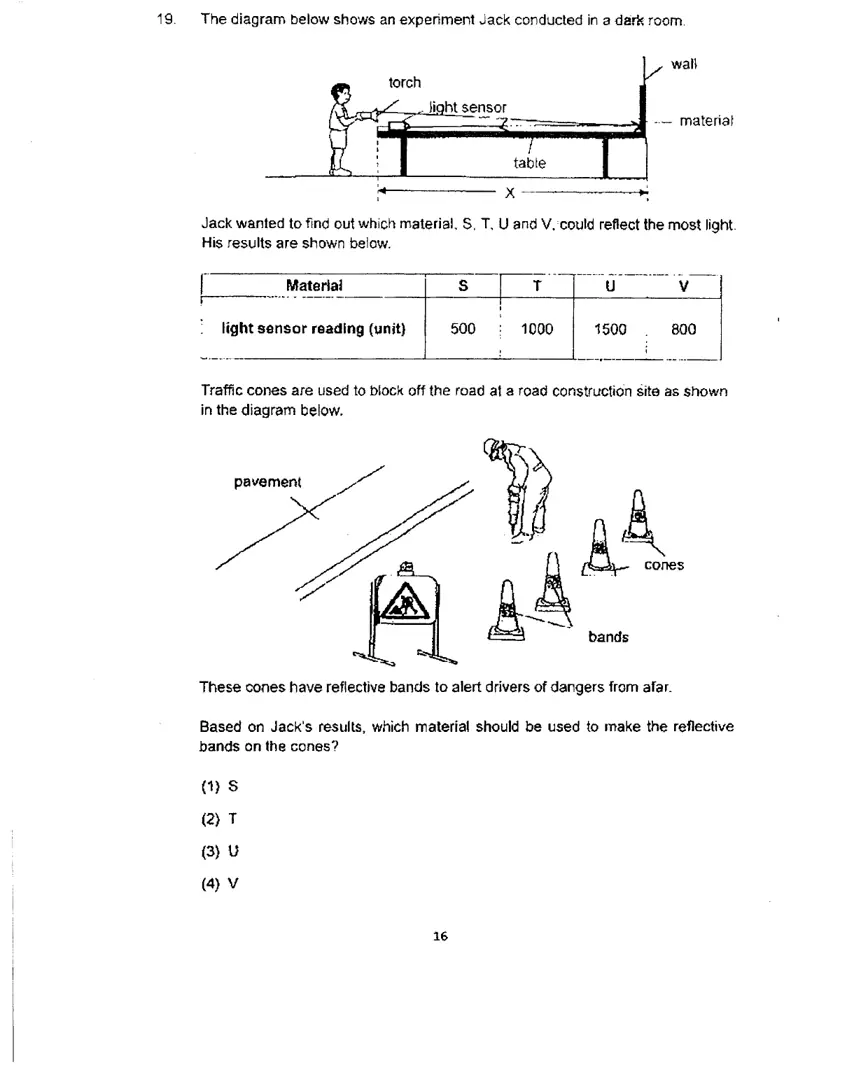 19. The diagram below shows an experiment Jack conducted in a dark room.
wall
torch
light sensor
material
table
X
Jack wanted to find out which material, S, T, U and V, could reflect the most light.
His results are shown below.
Material S T U V
light sensor reading (unit) 500 1000 1500 800
Traffic cones are used to block off the road at a road construction site as shown
in the diagram below.
pavement
cones
bands
These cones have reflective bands to alert drivers of dangers from afar.
Based on Jack's results, which material should be used to make the reflective
bands on the cones?
(1) S
(2) T
(3) U
(4) V
16